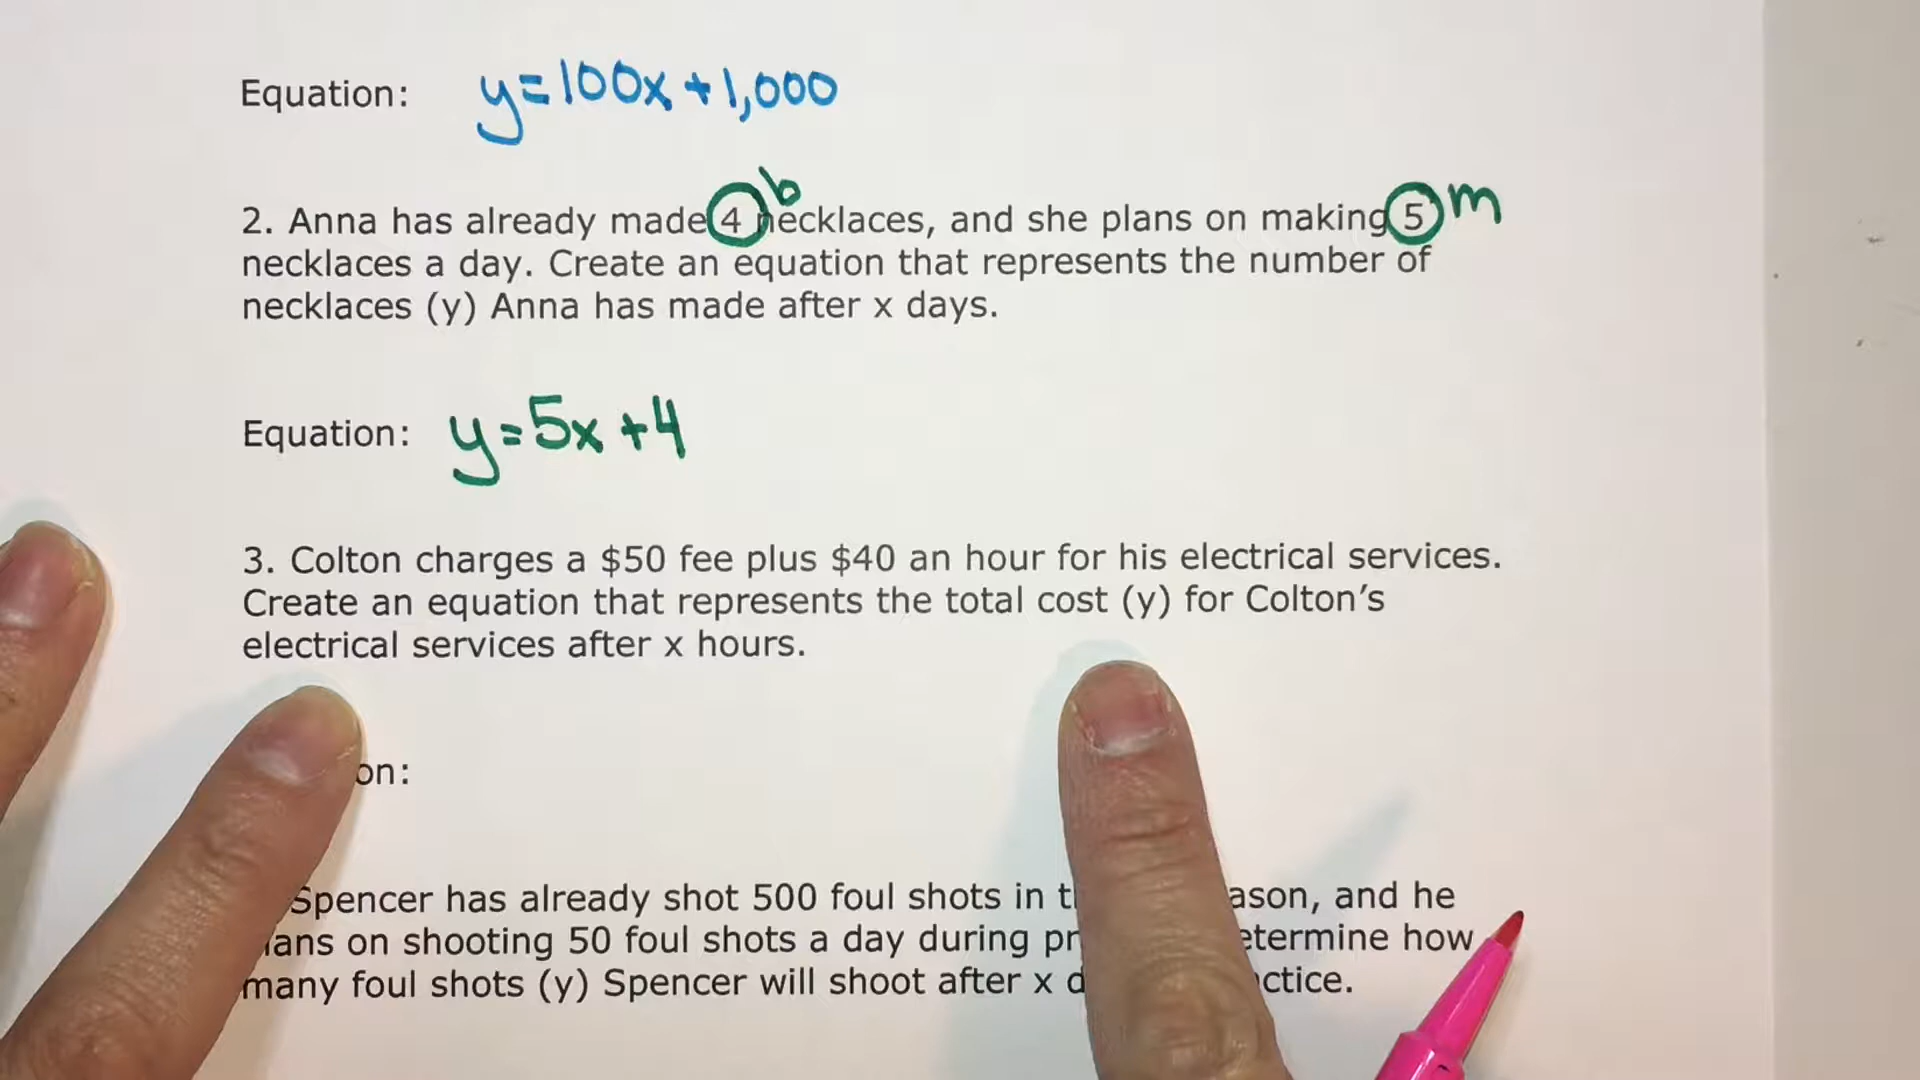 Equation: y=100x+1,000
b
m
2. Anna has already made 4 necklaces, and she plans on making 5
necklaces a day. Create an equation that represents the number of
necklaces (y) Anna has made after x days.
Equation: y=5x+4
3. Colton charges a $50 fee plus $40 an hour for his electrical services.
Create an equation that represents the total cost (y) for Colton's
electrical services after x hours.
on:
Spencer has already shot 500 foul shots in t ason, and he
ans on shooting 50 foul shots a day during pr etermine how
many foul shots (y) Spencer will shoot after x d ctice.